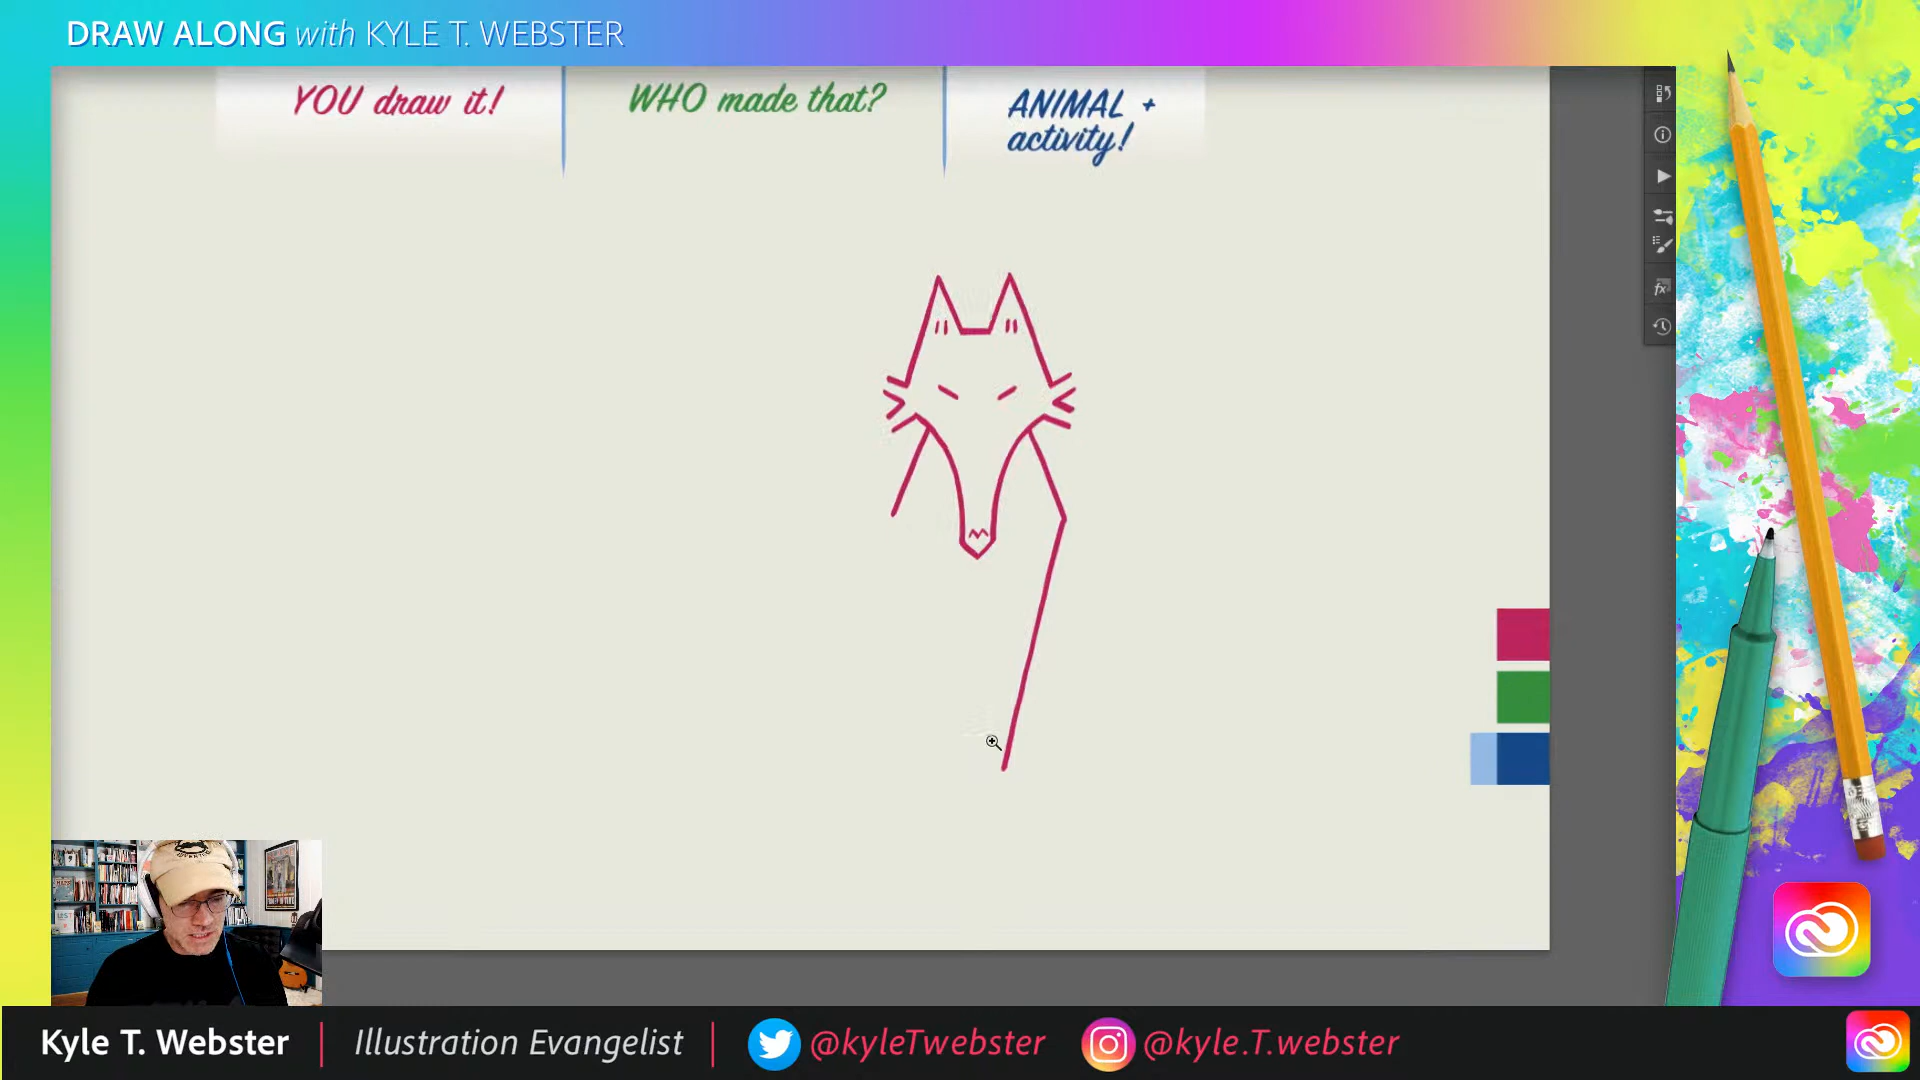 DRAW ALONG with KYLE T. WEBSTER
YOU draw it!
WHO made that?
ANIMAL +
activity!
fx
Kyle T. Webster | Illustration Evangelist | @kyleTwebster @kyle.T.webster